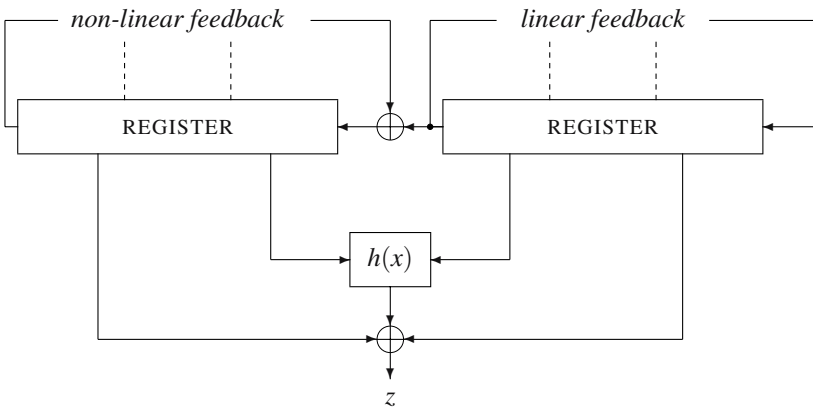 non-linear feedback linear feedback
REGISTER REGISTER
h(x)
z